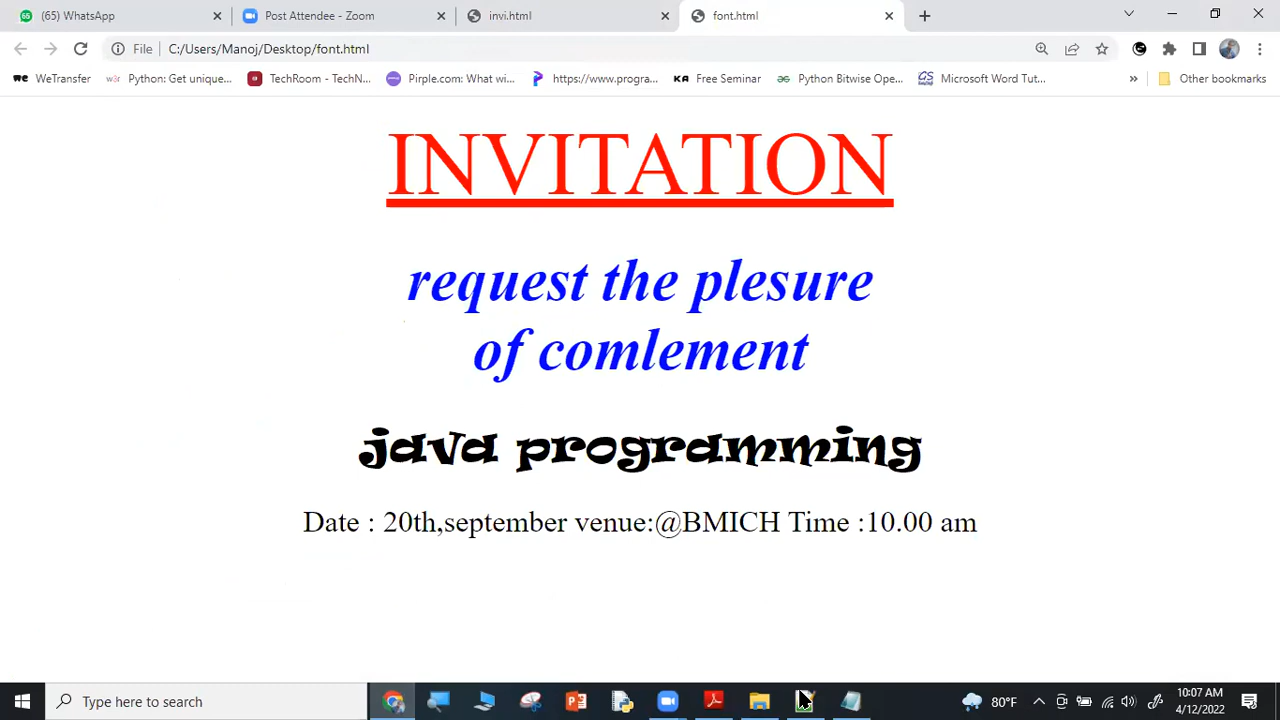 (65) WhatsApp
Post Attendee - Zoom
invi.html
font.html
File
C:/Users/Manoj/Desktop/font.html
WeTransfer
Python: Get unique...
TechRoom - TechN...
Pirple.com: What wi...
https://www.progra...
Free Seminar
Python Bitwise Ope...
Microsoft Word Tut...
»
Other bookmarks
INVITATION
request the plesure
of comlement
java programming
Date : 20th,september venue:@BMICH Time :10.00 am
Type here to search
80°F
10:07 AM
4/12/2022